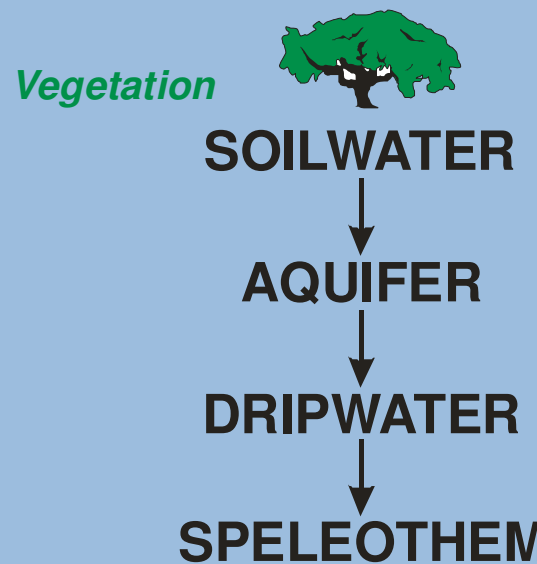 Vegetation
SOILWATER
AQUIFER
DRIPWATER
SPELEOTHEM